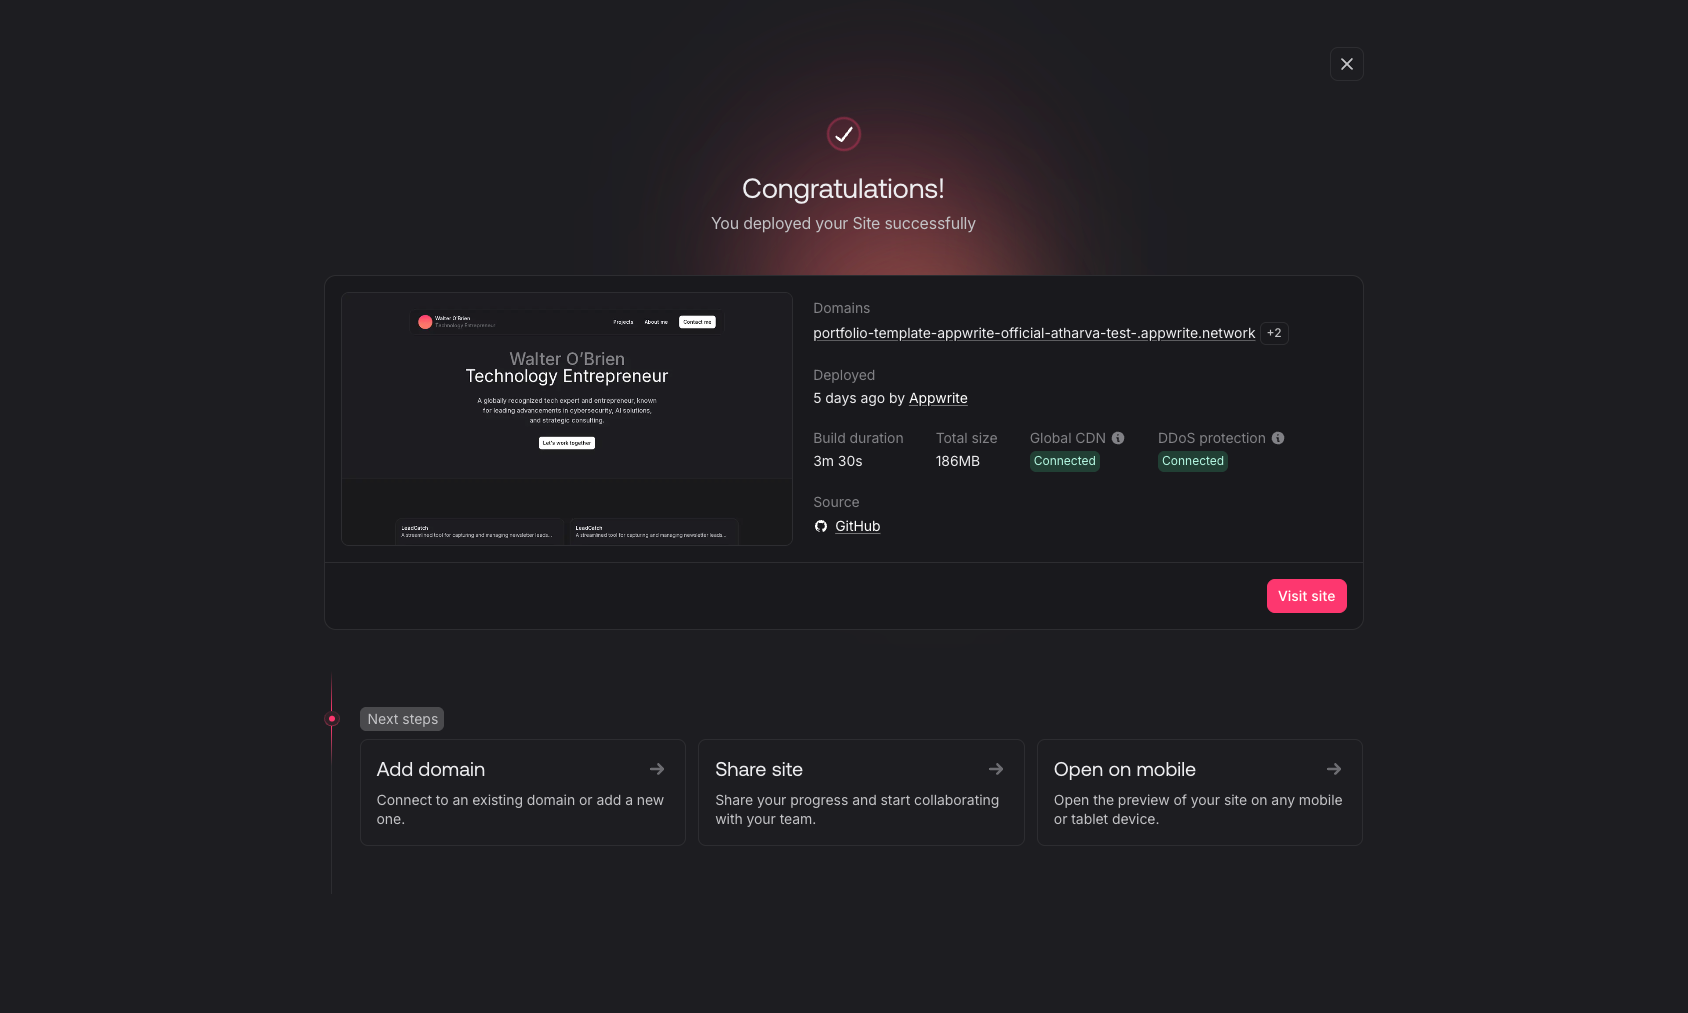 Congratulations!
You deployed your Site successfully
Walter O'Brien
Technology Entrepreneur
Projects
About me
Contact me
Walter O'Brien
Technology Entrepreneur
A globally recognized tech expert and entrepreneur, known
for leading advancements in cybersecurity, AI solutions,
and strategic consulting.
Let's work together
LeadCatch
A streamlined tool for capturing and managing newsletter leads...
LeadCatch
A streamlined tool for capturing and managing newsletter leads...
Domains
portfolio-template-appwrite-official-atharva-test-.appwrite.network +2
Deployed
5 days ago by Appwrite
Build duration
3m 30s
Total size
186MB
Global CDN
Connected
DDoS protection
Connected
Source
GitHub
Visit site
Next steps
Add domain
Connect to an existing domain or add a new
one.
Share site
Share your progress and start collaborating
with your team.
Open on mobile
Open the preview of your site on any mobile
or tablet device.